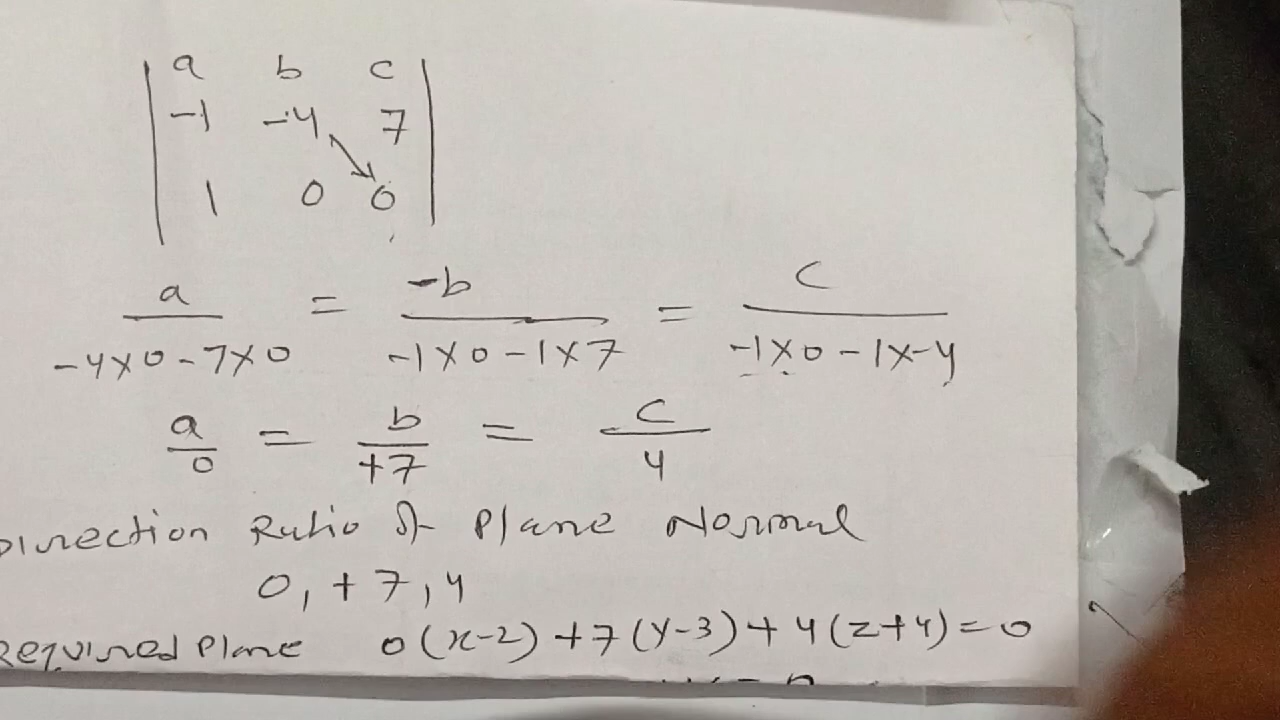 a b c
-1 -4 7
1 0 0
a = -b = c
-4×0-7×0 -1×0-1×7 -1×0-1×-4
a = b = c
0 +7 4
Direction Ratio of Plane Normal
0, +7, 4
Required Plane 0(x-2)+7(y-3)+4(z+4)=0